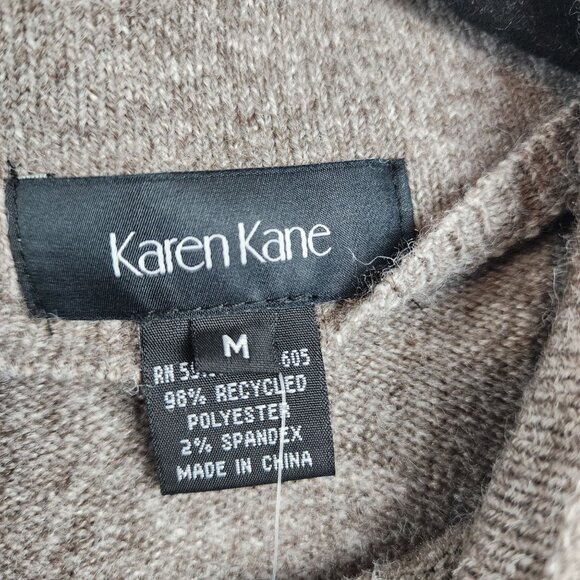 Karen Kane
M
RN 605
98% RECYCLED
POLYESTER
2% SPANDEX
MADE IN CHINA